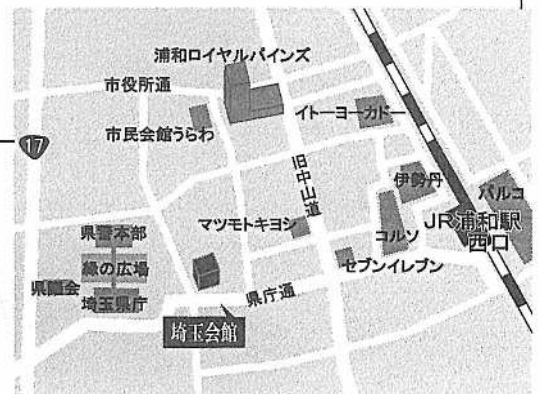 浦和ロイヤルパインズ
市役所通
イトーヨーカドー
市民会館うらわ
17
旧中山道
伊勢丹
パルコ
マツモトキヨシ
JR浦和駅
西口
コルソ
県警本部
セブンイレブン
緑の広場
県議会
埼玉県庁
県庁通
埼玉会館